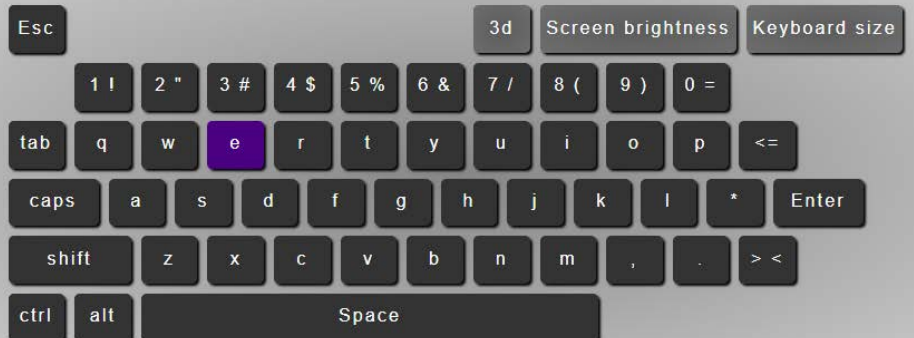 Esc 3d Screen brightness Keyboard size
1 ! 2 " 3 # 4 $ 5 % 6 & 7 / 8 ( 9 ) 0 =
tab q w e r t y u i o p <=
caps a s d f g h j k l * Enter
shift z x c v b n m , . > <
ctrl alt Space